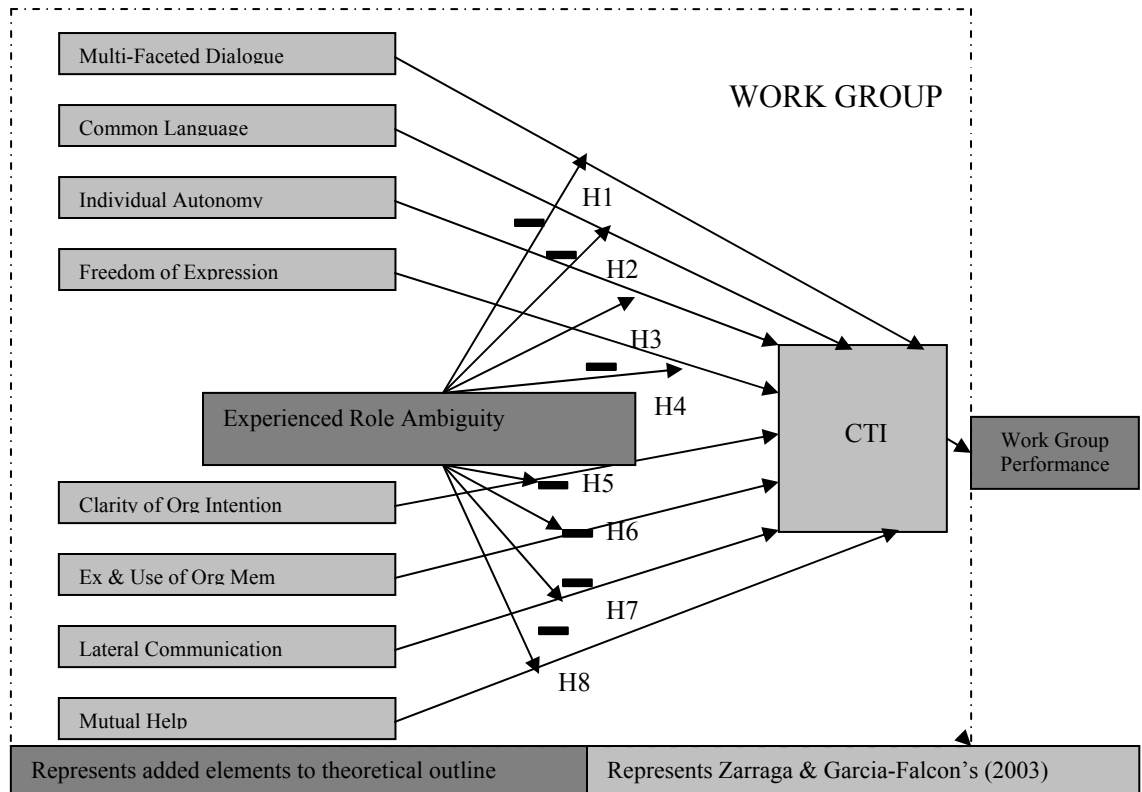 Multi-Faceted Dialogue
WORK GROUP
Common Language
Individual Autonomy
H1
Freedom of Expression
H2
H3
Experienced Role Ambiguity
H4
CTI
Work Group
Performance
Clarity of Org Intention
H5
Ex & Use of Org Mem
H6
H7
Lateral Communication
H8
Mutual Help
Represents added elements to theoretical outline
Represents Zarraga & Garcia-Falcon's (2003)